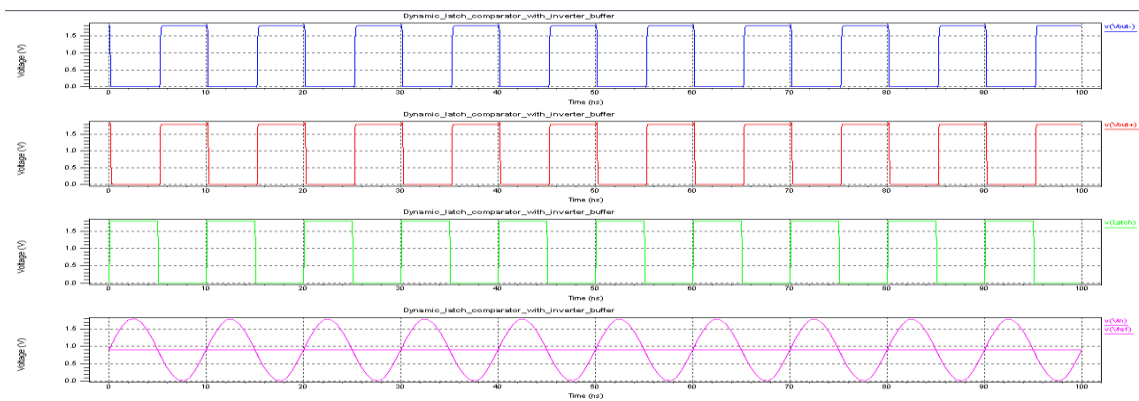 Dynamic_latch_comparator_with_inverter_buffer
v(Vout-)
Voltage (V)
1.5
1.0
0.5
0.0
0 10 20 30 40 50 60 70 80 90 100
Time (ns)
Dynamic_latch_comparator_with_inverter_buffer
v(Vout+)
Voltage (V)
1.5
1.0
0.5
0.0
0 10 20 30 40 50 60 70 80 90 100
Time (ns)
Dynamic_latch_comparator_with_inverter_buffer
v(Latch)
Voltage (V)
1.5
1.0
0.5
0.0
0 10 20 30 40 50 60 70 80 90 100
Time (ns)
Dynamic_latch_comparator_with_inverter_buffer
v(Vin)
v(Vref)
Voltage (V)
1.5
1.0
0.5
0.0
0 10 20 30 40 50 60 70 80 90 100
Time (ns)